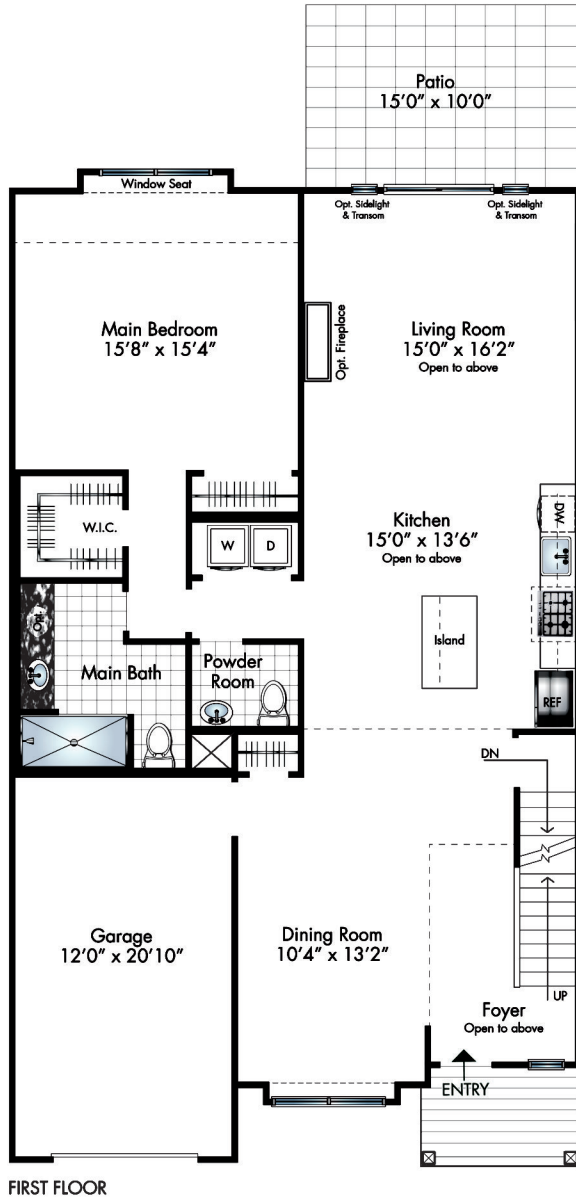 Patio
15'0" x 10'0"
Window Seat
Opt. Sidelight
& Transom
Opt. Sidelight
& Transom
Main Bedroom
15'8" x 15'4"
Opt. Fireplace
Living Room
15'0" x 16'2"
Open to above
W.I.C.
W
D
Kitchen
15'0" x 13'6"
Open to above
DW
Opt.
Island
Main Bath
Powder
Room
REF
DN
Garage
12'0" x 20'10"
Dining Room
10'4" x 13'2"
UP
Foyer
Open to above
ENTRY
FIRST FLOOR